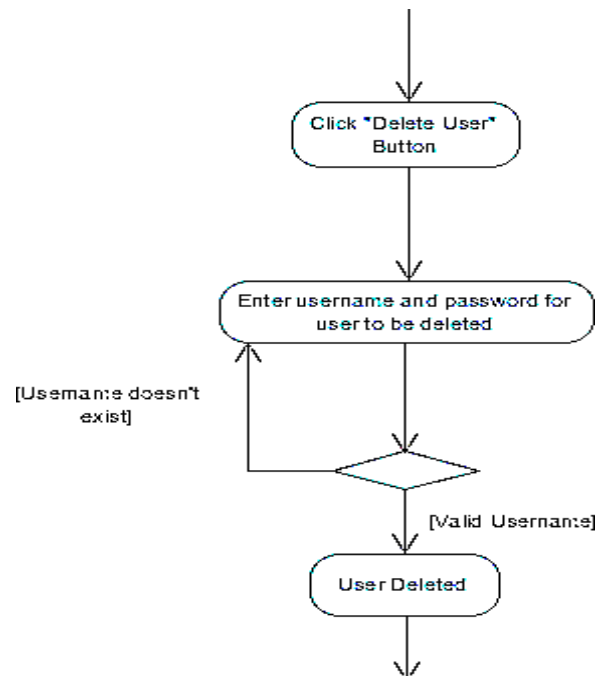 Click "Delete User"
Button
Enter username and password for
user to be deleted
[Username doesn't
exist]
[Valid Username]
User Deleted